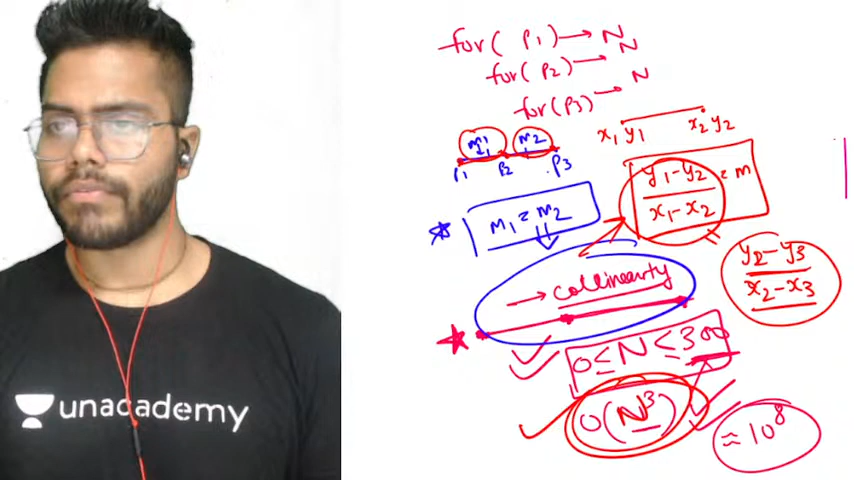 for( P1) → N
for( P2) → N
for(P3) → N
x1 y1 x2 y2
m1 m2
P1 P2 P3
y1-y2 / x1-x2 = m
m1 = m2
y2-y3 / x2-x3
→ collinearty
0≤N≤300
O(N³)
≈ 10⁸
unacademy